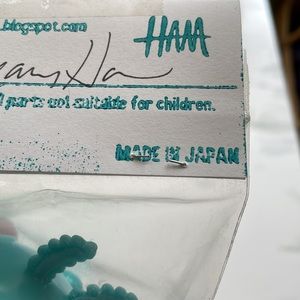 .blogspot.com
HAM
parts not suitable for children.
MADE IN JAPAN